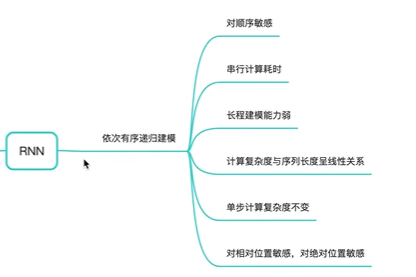 对顺序敏感
串行计算耗时
长程建模能力弱
依次有序递归建模
RNN
计算复杂度与序列长度呈线性关系
单步计算复杂度不变
对相对位置敏感，对绝对位置敏感